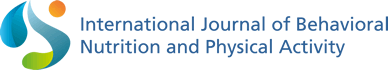 International Journal of Behavioral
Nutrition and Physical Activity